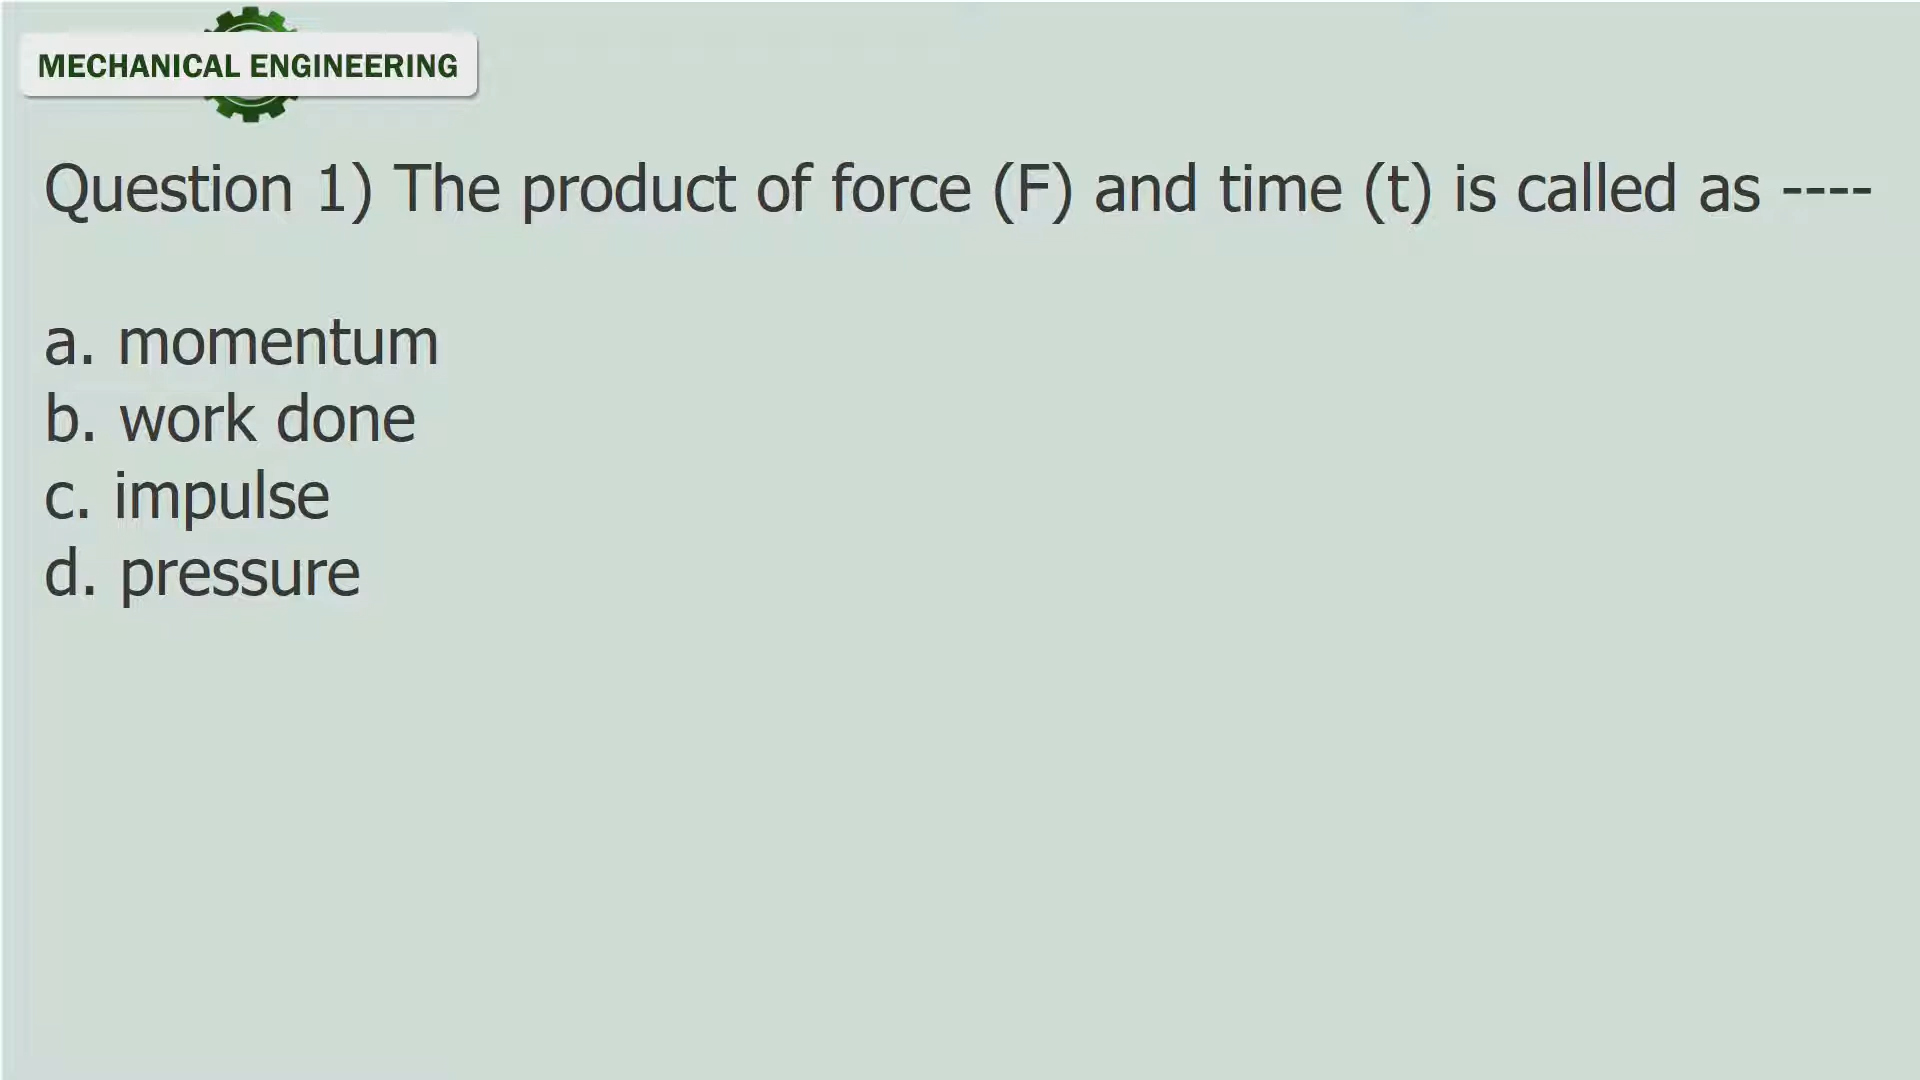 MECHANICAL ENGINEERING
Question 1) The product of force (F) and time (t) is called as ----
a. momentum
b. work done
c. impulse
d. pressure